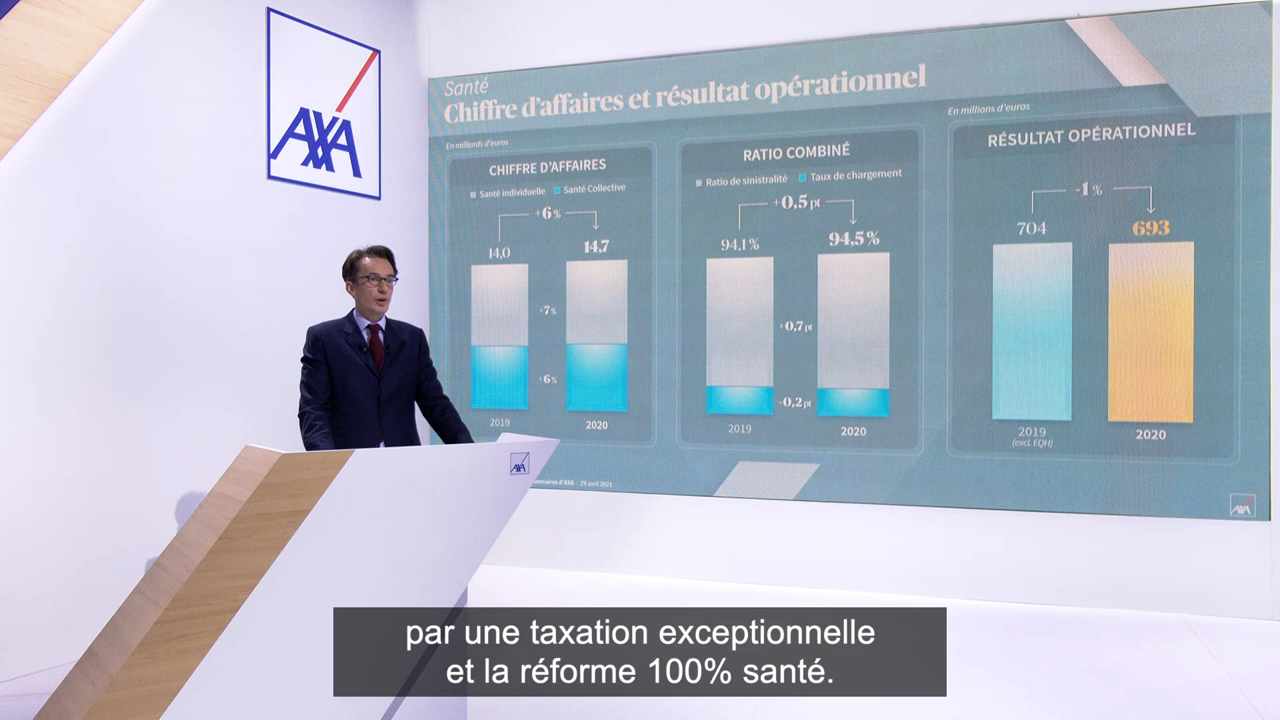 AXA
Santé
Chiffre d'affaires et résultat opérationnel
En milliards d'euros
CHIFFRE D'AFFAIRES
Santé individuelle Santé Collective
+6 %
14,0 14,7
+7%
+6%
2019 2020
RATIO COMBINÉ
Ratio de sinistralité Taux de chargement
+0,5 pt
94,1% 94,5%
+0,7 pt
-0,2 pt
2019 2020
En millions d'euros
RÉSULTAT OPÉRATIONNEL
-1 %
704 693
2019 2020
(excl. EQH)
d'AXA | 29 avril 2021
AXA
AXA
par une taxation exceptionnelle
et la réforme 100% santé.